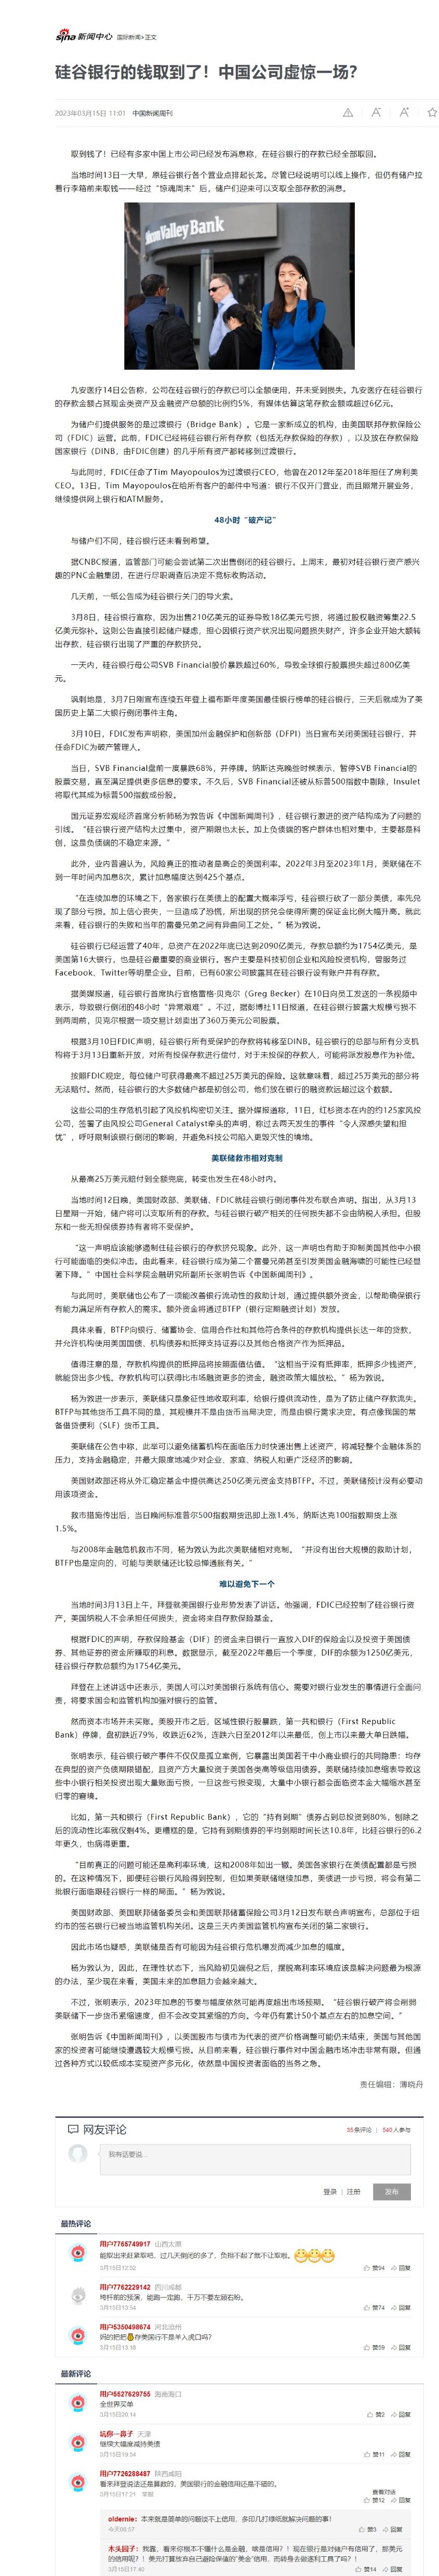 sina 新闻中心 国际新闻>正文
硅谷银行的钱取到了！中国公司虚惊一场？
2023年03月15日 11:01 中国新闻周刊
取到钱了！已经有多家中国上市公司已经发布消息称，在硅谷银行的存款已经全部取回。
当地时间13日一大早，原硅谷银行各个营业点排起长龙。尽管已经说明可以线上操作，但仍有储户拉
着行李箱前来取钱——经过“惊魂周末”后，储户们迎来可以支取全部存款的消息。
Silicon Valley Bank
九安医疗14日公告称，公司在硅谷银行的存款已可以全额使用，并未受到损失。九安医疗在硅谷银行
的存款金额占其现金类资产及金融资产总额的比例约5%，有媒体估算这笔存款金额或超过6亿元。
为储户们提供服务的是过渡银行（Bridge Bank）。它是一家新成立的机构，由美国联邦存款保险公
司（FDIC）运营。此前，FDIC已经将硅谷银行所有存款（包括无存款保险的存款），以及放在存款保险
国家银行（DINB，由FDIC创建）的几乎所有资产都转移到过渡银行。
与此同时，FDIC任命了Tim Mayopoulos为过渡银行CEO，他曾在2012年至2018年担任了房利美
CEO。13日，Tim Mayopoulos在给所有客户的邮件中写道：银行不仅开门营业，而且照常开展业务，
继续提供网上银行和ATM服务。
48小时“破产记”
与储户们不同，硅谷银行还未看到希望。
据CNBC报道，监管部门可能会尝试第二次出售倒闭的硅谷银行。上周末，最初对硅谷银行资产感兴
趣的PNC金融集团，在进行尽职调查后决定不竞标收购活动。
几天前，一纸公告成为硅谷银行关门的导火索。
3月8日，硅谷银行宣称，因为出售210亿美元的证券导致18亿美元亏损，将通过股权融资筹集22.5
亿美元弥补。这则公告直接引起储户疑虑，担心因银行资产状况出现问题损失财产，许多企业开始大额转
出存款，硅谷银行出现了严重的存款挤兑。
一天内，硅谷银行母公司SVB Financial股价暴跌超过60%，导致全球银行股票损失超过800亿美
元。
讽刺地是，3月7日刚宣布连续五年登上福布斯年度美国最佳银行榜单的硅谷银行，三天后就成为了美
国历史上第二大银行倒闭事件主角。
3月10日，FDIC发布声明称，美国加州金融保护和创新部（DFPI）当日宣布关闭美国硅谷银行，并
任命FDIC为破产管理人。
当日，SVB Financial盘前一度暴跌68%，并停牌。纳斯达克晚些时候表示，暂停SVB Financial的
股票交易，直至满足提供更多信息的要求。不久后，SVB Financial还被从标普500指数中剔除，Insulet
将取代其成为标普500指数成份股。
国元证券宏观经济首席分析师杨为敩告诉《中国新闻周刊》，硅谷银行激进的资产结构成为了问题的
引线。“硅谷银行资产结构太过集中，资产期限也太长。加上负债端的客户群体也相对集中，主要都是科
创，这是负债端的不稳定来源。”
此外，业内普遍认为，风险真正的推动者是高企的美国利率。2022年3月至2023年1月，美联储在不
到一年时间内加息8次，累计加息幅度达到425个基点。
“在连续加息的环境之下，各家银行在美债上的配置大概率浮亏，硅谷银行砍了一部分美债，率先兑
现了部分亏损。加上信心丧失，一旦造成了恐慌，所出现的挤兑会使得所需的保证金比例大幅升高。就此
来看，硅谷银行的失败和当年的雷曼兄弟之间有异曲同工之处。”杨为敩说。
硅谷银行已经运营了40年，总资产在2022年底已达到2090亿美元，存款总额约为1754亿美元，是
美国第16大银行，也是硅谷最重要的商业银行。客户主要是科技初创企业和风险投资机构，曾服务过
Facebook、Twitter等明星企业。目前，已有60家公司披露其在硅谷银行设有账户并有存款。
据美媒报道，硅谷银行首席执行官格雷格·贝克尔（Greg Becker）在10日向员工发送的一条视频中
表示，导致银行倒闭的48小时“异常艰难”。不过，据彭博社11日报道，在硅谷银行披露大规模亏损不
到两周前，贝克尔根据一项交易计划卖出了360万美元公司股票。
根据3月10日FDIC声明，硅谷银行所有受保护的存款将转移至DINB。硅谷银行的总部与所有分支机
构将于3月13日重新开放，对所有投保存款进行偿付，对于未投保的存款人，可能将派发股息作为补偿。
按照FDIC规定，每位储户可获得最高不超过25万美元的保险。这就意味着，超过25万美元的部分将
无法赔付。然而，硅谷银行的大多数储户都是初创公司，他们放在银行的融资款远超过这个数额。
这些公司的生存危机引起了风投机构密切关注。据外媒报道称，11日，红杉资本在内的约125家风投
公司，签署了由风投公司General Catalyst牵头的声明，称过去两天发生的事件“令人深感失望和担
忧”，呼吁限制该银行倒闭的影响，并避免科技公司陷入更毁灭性的境地。
美联储救市相对克制
从最高25万美元赔付到全额兜底，转变也发生在48小时内。
当地时间12日晚，美国财政部、美联储、FDIC就硅谷银行倒闭事件发布联合声明。指出，从3月13
日星期一开始，储户将可以支取所有的存款。与硅谷银行破产相关的任何损失都不会由纳税人承担。但股
东和一些无担保债券持有者将不受保护。
“这一声明应该能够遏制住硅谷银行的存款挤兑现象。此外，这一声明也有助于抑制美国其他中小银
行可能面临的类似冲击。由此看来，硅谷银行成为第二个雷曼兄弟甚至引发美国金融海啸的可能性已经显
著下降。”中国社会科学院金融研究所副所长张明告诉《中国新闻周刊》。
与此同时，美联储也公布了一项能改善银行流动性的救助计划，通过提供额外资金，以帮助确保银行
有能力满足所有存款人的需求。额外资金将通过BTFP（银行定期融资计划）发放。
具体来看，BTFP向银行、储蓄协会、信用合作社和其他符合条件的存款机构提供长达一年的贷款，
并允许机构使用美国国债、机构债券和抵押支持证券以及其他合格资产作为抵押品。
值得注意的是，存款机构提供的抵押品将按照面值估值。“这相当于没有抵押率，抵押多少钱资产，
就能贷出多少钱。存款机构可以获得比市场融资更多的资金，融资政策大幅放松。”杨为敩说。
杨为敩进一步表示，美联储只是象征性地收取利率，给银行提供流动性，是为了防止储户存款流失。
BTFP与其他货币工具不同的是，其规模并不是由货币当局决定，而是由银行需求决定。有点像我国的常
备借贷便利（SLF）货币工具。
美联储在公告中称，此举可以避免储蓄机构在面临压力时快速出售上述资产，将减轻整个金融体系的
压力，支持金融稳定，并最大限度地减少对企业、家庭、纳税人和更广泛经济的影响。
美国财政部还将从外汇稳定基金中提供高达250亿美元资金支持BTFP。不过，美联储预计没有必要动
用该项资金。
救市措施传出后，当日晚间标准普尔500指数期货迅即上涨1.4%，纳斯达克100指数期货上涨
1.5%。
与2008年金融危机救市不同，杨为敩认为此次美联储相对克制。“并没有出台大规模的救助计划，
BTFP也是定向的，可能与美联储还比较忌惮通胀有关。”
难以避免下一个
当地时间3月13日上午，拜登就美国银行业形势发表了讲话。他强调，FDIC已经控制了硅谷银行资
产，美国纳税人不会承担任何损失，资金将来自存款保险基金。
根据FDIC的声明，存款保险基金（DIF）的资金来自银行一直放入DIF的保险金以及投资于美国债
券、其他证券的资金所赚取的利息。数据显示，截至2022年最后一个季度，DIF的余额为1250亿美元，
硅谷银行存款总额约为1754亿美元。
拜登在上述讲话中还表示，美国人可以对美国银行系统有信心。需要对银行业发生的事情进行全面问
责，将要求国会和监管机构加强对银行的监管。
然而资本市场并未买账。美股开市之后，区域性银行股暴跌，第一共和银行（First Republic
Bank）停牌，盘初跌近79%，收跌近62%，连跌六日至2012年以来最低，创上市以来最大单日跌幅。
张明表示，硅谷银行破产事件不仅仅是孤立案例，它暴露出美国若干中小商业银行的共同隐患：均存
在典型的资产负债期限错配，且资产方大量投资于美国各类高等级信用债券。美联储持续加息缩表导致这
些中小银行相关投资出现大量账面亏损，一旦这些亏损变现，大量中小银行都会面临资本金大幅缩水甚至
归零的窘境。
比如，第一共和银行（First Republic Bank），它的“持有到期”债券占到总投资到80%，刨除之
后的流动性比率就仅剩4%。更糟糕的是，它持有到期债券的平均到期时间长达10.8年，比硅谷银行的6.2
年更久，也病得更重。
“目前真正的问题可能还是高利率环境，这和2008年如出一辙。美国各家银行在美债配置都是亏损
的。在这种情况下，即便硅谷银行风险得到控制，但如果美联储继续加息，美债进一步亏损，将会有第二
批银行面临跟硅谷银行一样的局面。”杨为敩说。
美国财政部、美国联邦储备委员会和美国联邦储蓄保险公司3月12日发布联合声明宣布，总部位于纽
约市的签名银行已被当地监管机构关闭。这是三天内美国监管机构宣布关闭的第二家银行。
因此市场也疑惑，美联储是否有可能因为硅谷银行危机爆发而减少加息的幅度。
杨为敩认为，因此，在理性状态下，当风险初见端倪之后，摆脱高利率环境应该是解决问题最为根源
的办法，至少现在来看，美国未来的加息阻力会越来越大。
不过，张明表示，2023年加息的节奏与幅度依然可能再度超出市场预期。“硅谷银行破产将会削弱
美联储下一步货币紧缩速度，但不会改变其紧缩的方向。今年仍有累计50个基点左右的加息空间。”
张明告诉《中国新闻周刊》，以美国股市与债市为代表的资产价格调整可能仍未结束，美国与其他国
家的投资者可能继续遭遇较大规模亏损。从目前来看，硅谷银行事件对中国金融市场冲击非常有限。但通
过各种方式以较低成本实现资产多元化，依然是中国投资者面临的当务之急。
责任编辑：薄晓舟
网友评论
35条评论 | 540人参与
我有话要说...
登录 | 注册 发布
最热评论
用户7765749917 山西太原
能取出来赶紧取吧，过几天倒闭的多了，负担不起了就不让取啦。
3月15日12:52 赞94 回复
用户7762229142 四川成都
3月15日13:54 赞74 回复
用户5350498674 河北沧州
3月15日13:18 赞59 回复
最新评论
用户5527629755 海南海口
全世界买单
3月15日20:14 赞2 回复
坑你一鼻子 天津
继续大幅度减持美债
3月15日19:54 赞11 回复
用户7726288487 陕西咸阳
看来拜登说话还是算数的，美国银行的金融信用还是不错的。
3月15日17:21 举报 查看对话
赞12 回复
oldernie：本来就是简单的问题谈不上信用，多印几打绿纸就解决问题的事！
今天00:57 赞3 回复
木头园子：我靠，看来你根本不懂什么是金融，啥是信用？！现在银行是对储户有信用了，那美元
的信用呢？！美元打算放弃自己避险保值的“美金”信用，而转身去做逐利工具了吗？！
3月15日17:40 赞14 回复